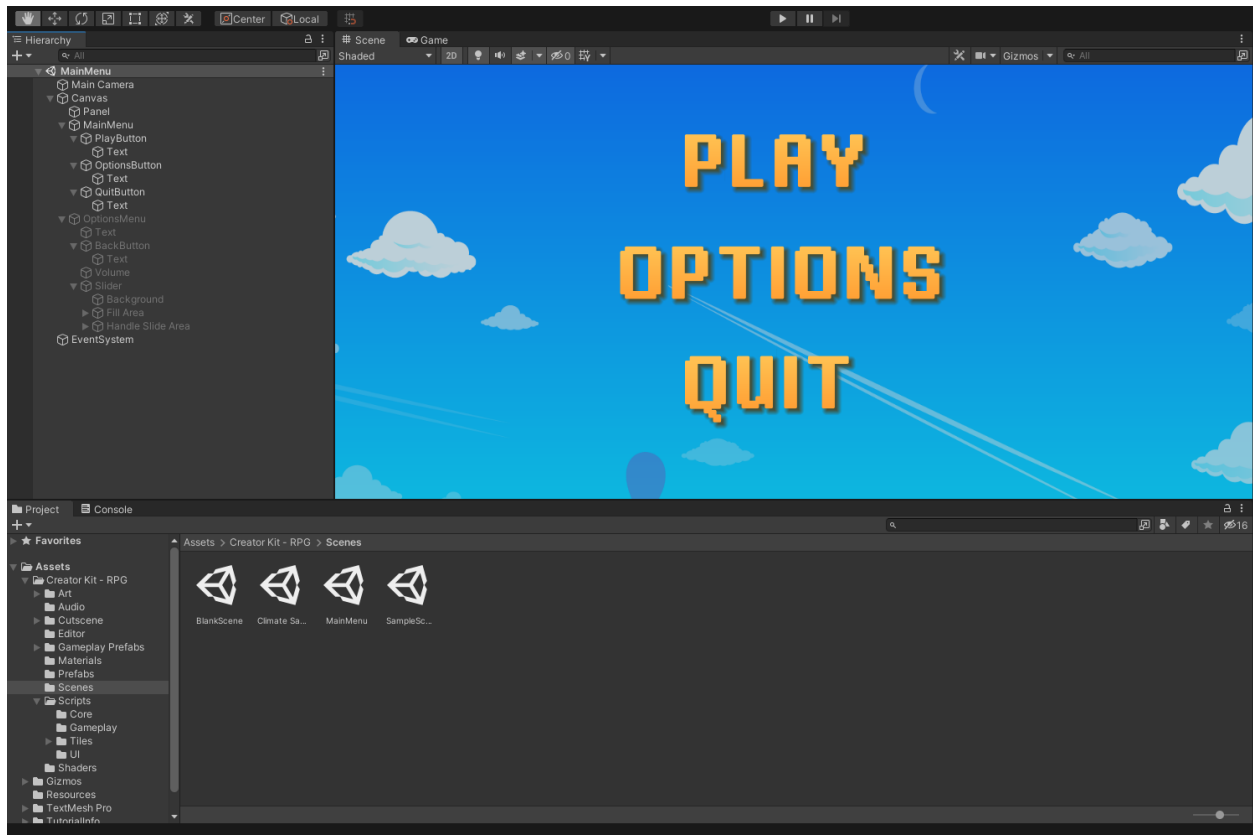 Center Local
Hierarchy
All
MainMenu
Main Camera
Canvas
Panel
MainMenu
PlayButton
Text
OptionsButton
Text
QuitButton
Text
OptionsMenu
Text
BackButton
Text
Volume
Slider
Background
Fill Area
Handle Slide Area
EventSystem
Scene Game
Shaded 2D 0 Gizmos All
PLAY
OPTIONS
QUIT
Project Console
16
Favorites
Assets
Creator Kit - RPG
Art
Audio
Cutscene
Editor
Gameplay Prefabs
Materials
Prefabs
Scenes
Scripts
Core
Gameplay
Tiles
UI
Shaders
Gizmos
Resources
TextMesh Pro
TutorialInfo
Assets > Creator Kit - RPG > Scenes
BlankScene Climate Sa... MainMenu SampleSc...